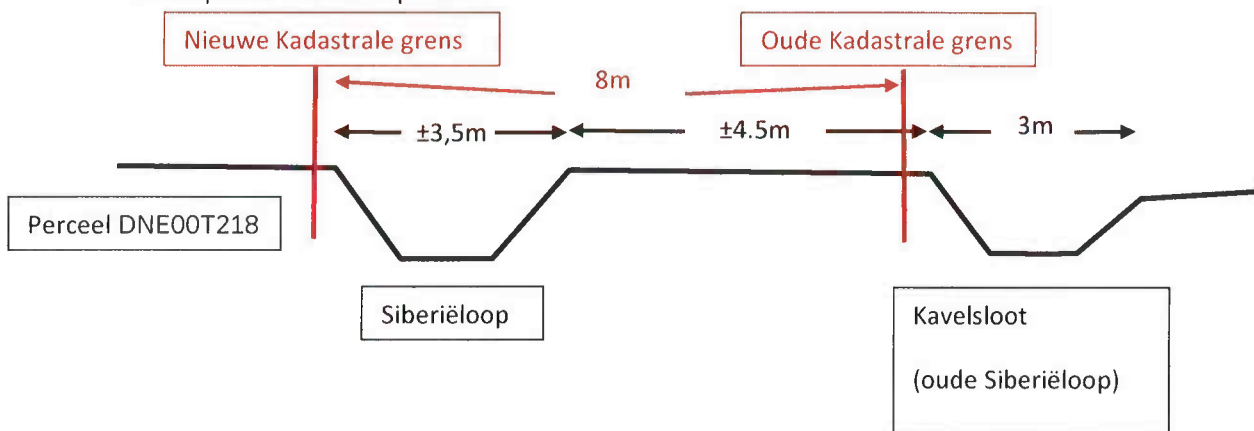 Nieuwe Kadastrale grens
Oude Kadastrale grens
8m
±3,5m
±4.5m
3m
Perceel DNE00T218
Siberiëloop
Kavelsloot
(oude Siberiëloop)